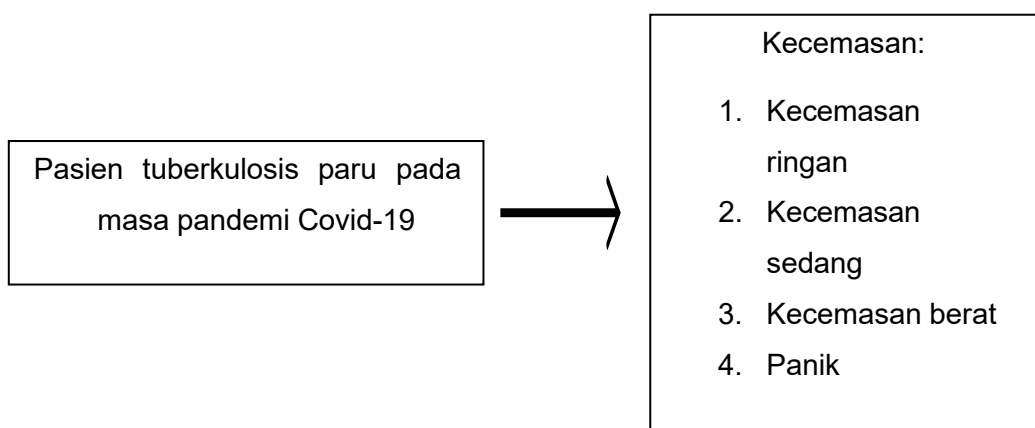 Pasien tuberkulosis paru pada
masa pandemi Covid-19
Kecemasan:
1. Kecemasan
ringan
2. Kecemasan
sedang
3. Kecemasan berat
4. Panik